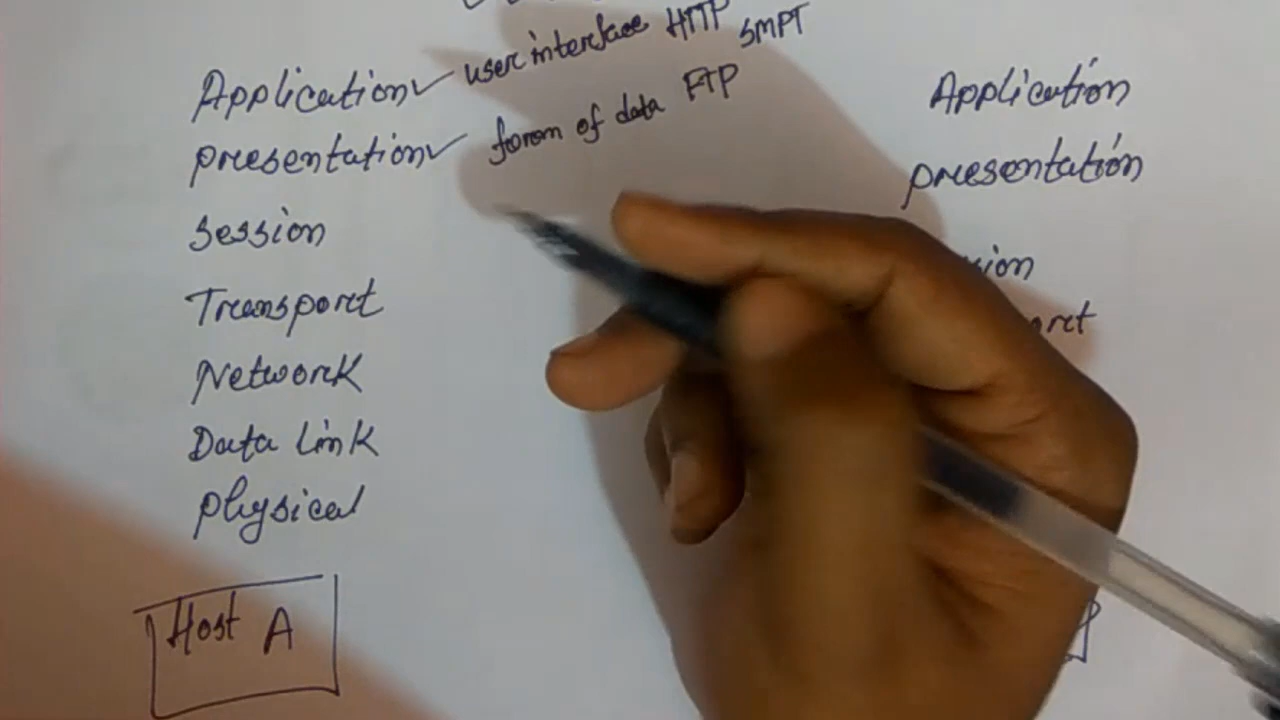 Application user interface HTTP SMPT
presentation form of data FTP
session
Transport
Network
Data Link
physical
Host A
Application
presentation